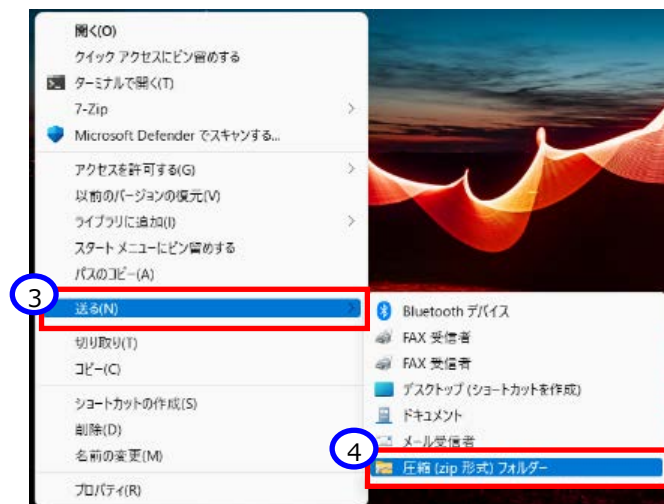 開く(O)
クイック アクセスにピン留めする
ターミナルで開く(T)
7-Zip
Microsoft Defender でスキャンする...
アクセスを許可する(G)
以前のバージョンの復元(V)
ライブラリに追加(I)
スタート メニューにピン留めする
パスのコピー(A)
3
送る(N)
切り取り(T)
コピー(C)
ショートカットの作成(S)
削除(D)
名前の変更(M)
プロパティ(R)
Bluetooth デバイス
FAX 受信者
FAX 受信者
デスクトップ (ショートカットを作成)
ドキュメント
メール受信者
4
圧縮 (zip 形式) フォルダー